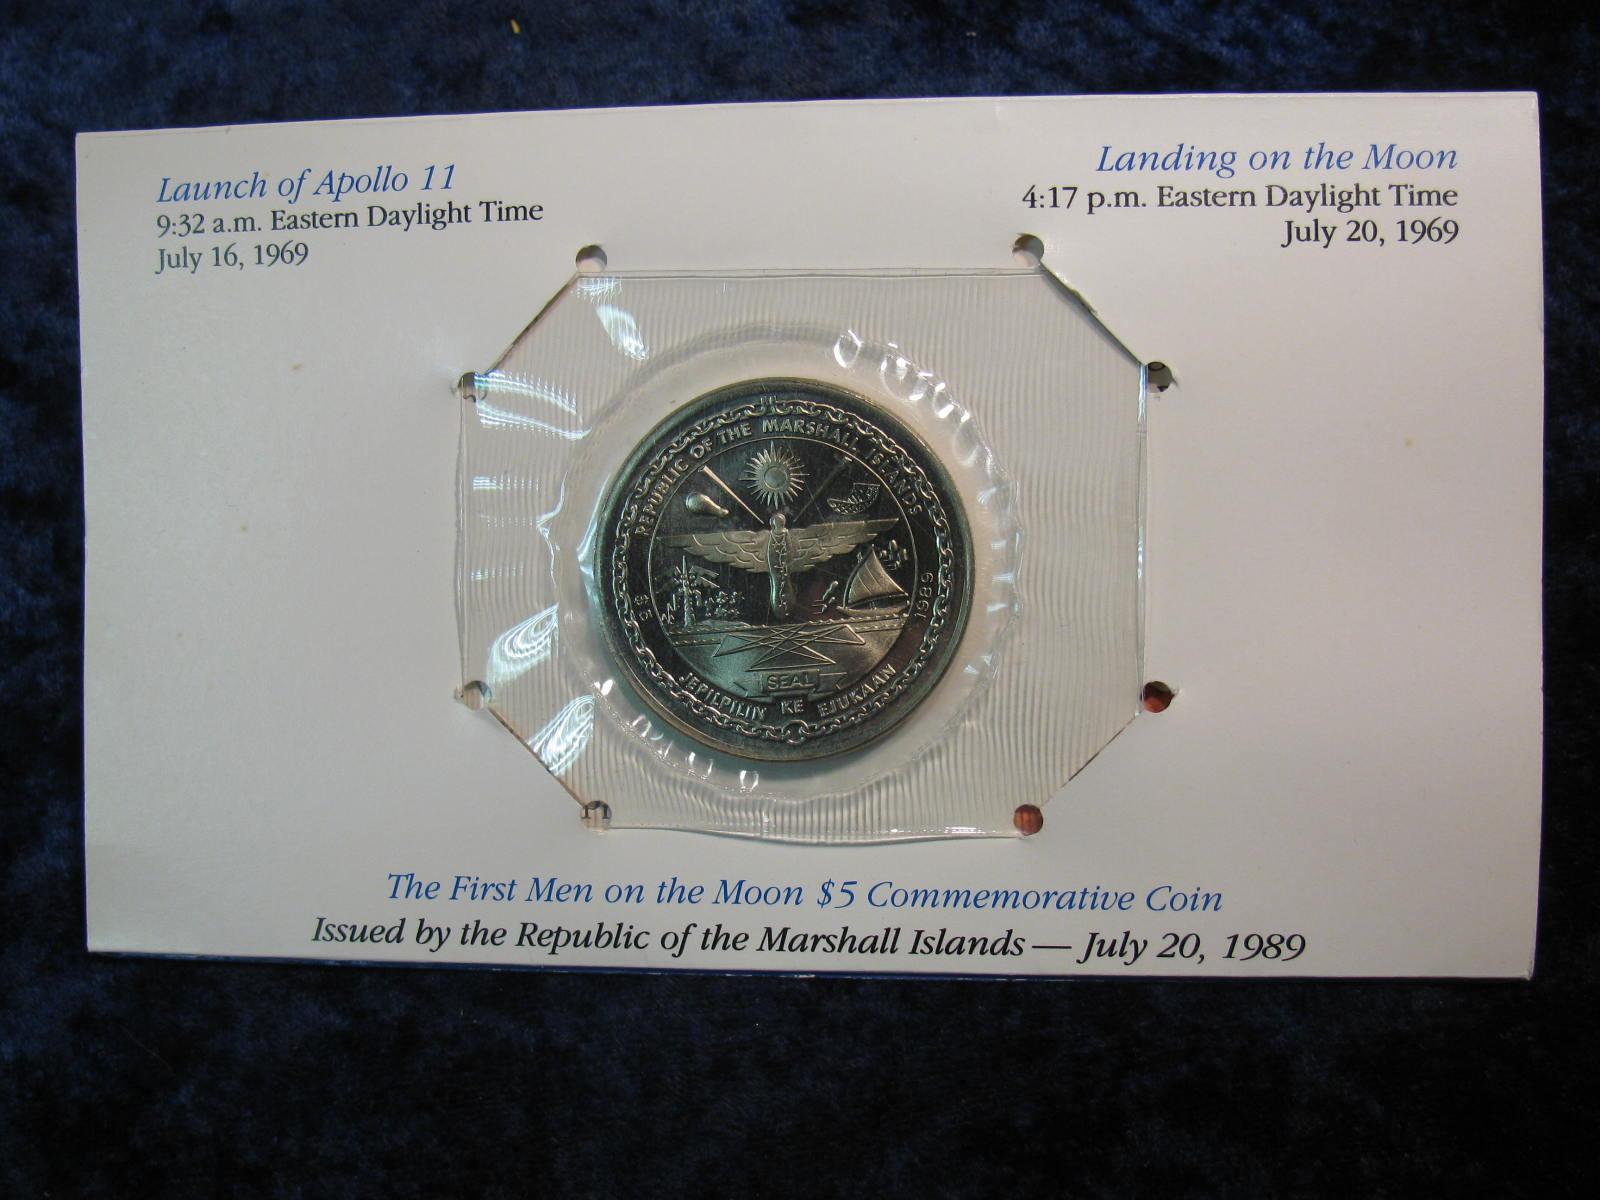 Launch of Apollo 11
9:32 a.m. Eastern Daylight Time
July 16, 1969
Landing on the Moon
4:17 p.m. Eastern Daylight Time
July 20, 1969
REPUBLIC OF THE MARSHALL ISLANDS
$5
1989
SEAL
JEPILPILIN KE EJUKAAN
The First Men on the Moon $5 Commemorative Coin
Issued by the Republic of the Marshall Islands — July 20, 1989